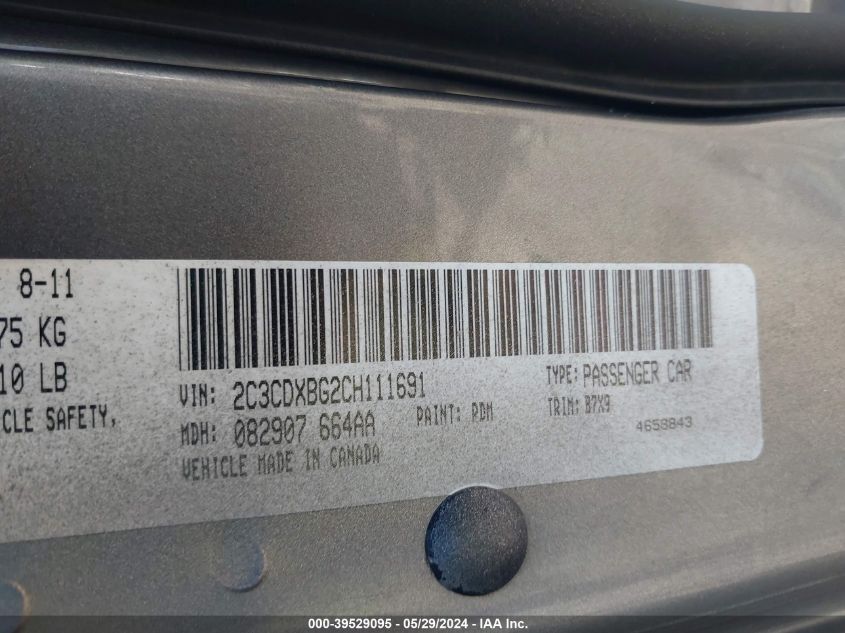 8-11
75 KG
10 LB
CLE SAFETY,
VIN: 2C3CDXBG2CH111691
TYPE: PASSENGER CAR
MDH: 082907 664AA
PAINT: PDM
TRIM: B7X9
VEHICLE MADE IN CANADA
4658843
000-39529095 - 05/29/2024 - IAA Inc.